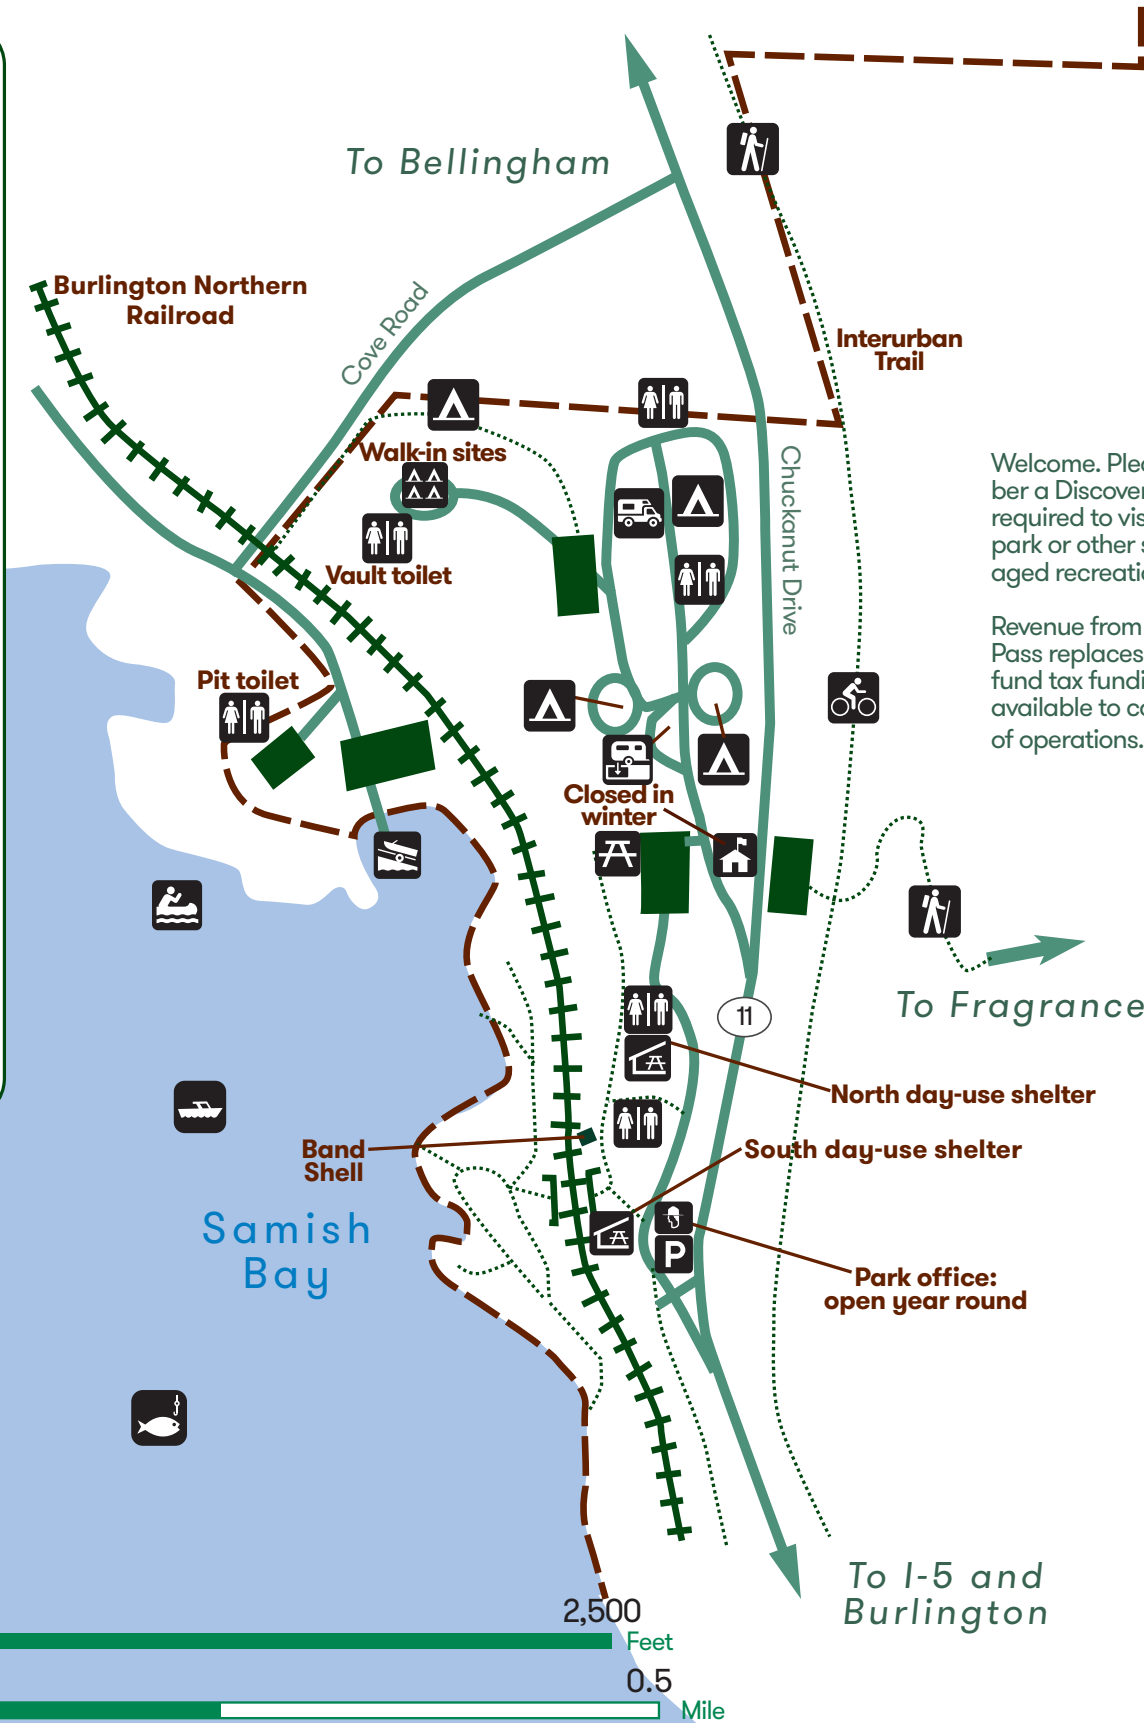 To Bellingham
Burlington Northern
Railroad
Cove Road
Interurban
Trail
Walk-in sites
Vault toilet
Chuckanut Drive
Welcome. Plea
ber a Discover
required to vis
park or other s
aged recreatio
Revenue from
Pass replaces
fund tax fundi
available to co
of operations.
Pit toilet
Closed in
winter
11
To Fragrance
North day-use shelter
Band
Shell
South day-use shelter
Samish
Bay
P
Park office:
open year round
To I-5 and
Burlington
2,500
Feet
0.5
Mile